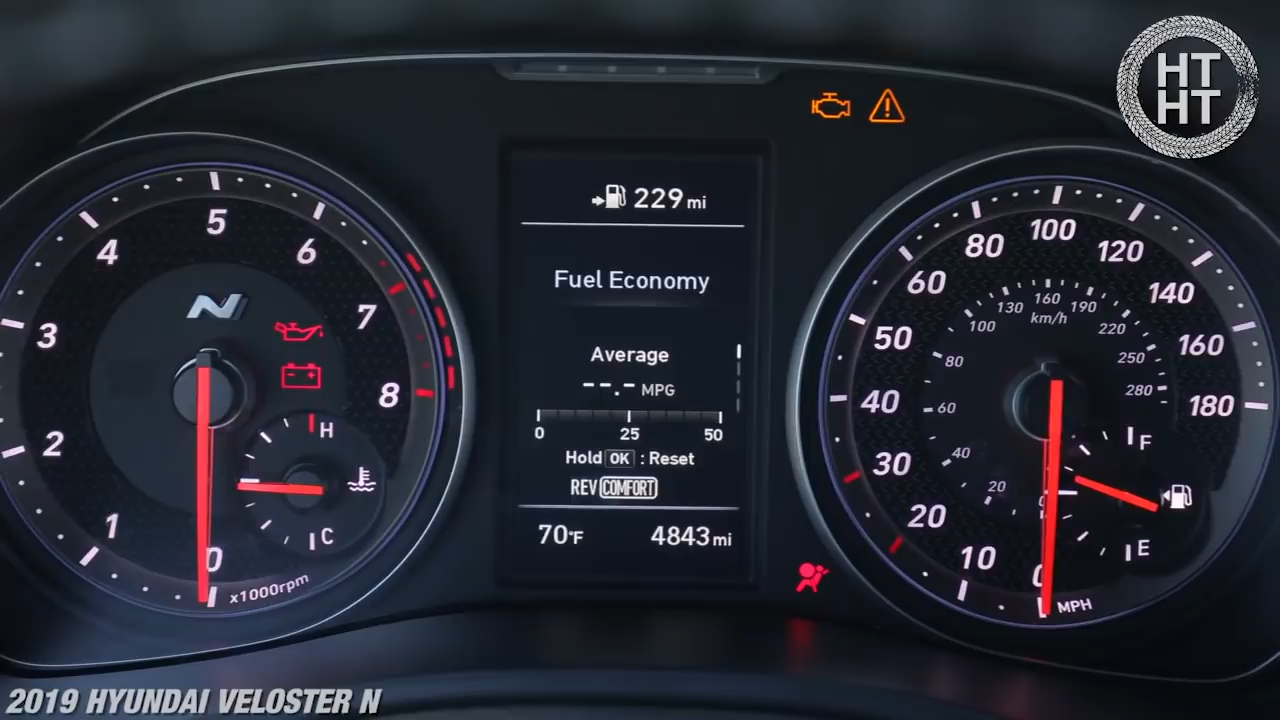 HT
HT
5
4
6
3
7
8
2
1
0
x1000rpm
N
H
C
229 mi
Fuel Economy
Average
--.- MPG
0 25 50
Hold OK : Reset
REV COMFORT
70°F 4843 mi
100
80
120
60
140
50
160
40
180
30
20
10
0
MPH
160
130
190
km/h
100
220
80
250
280
60
40
20
0
F
E
2019 HYUNDAI VELOSTER N